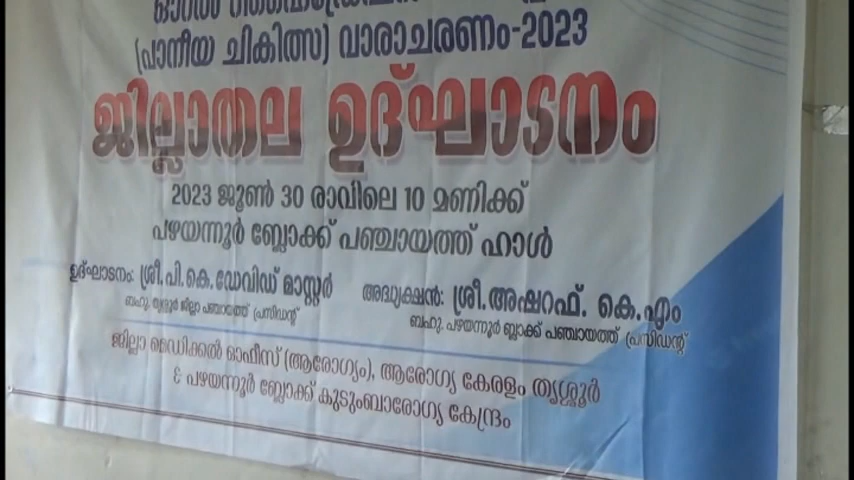 ഓറൽ
(പാനീയ ചികിത്സ) വാരാചരണം-2023
ജില്ലാതല ഉദ്ഘാടനം
2023 ജൂൺ 30 രാവിലെ 10 മണിക്ക്
പഴയന്നൂർ ബ്ലോക്ക് പഞ്ചായത്ത് ഹാൾ
ഉദ്ഘാടനം: ശ്രീ.പി.കെ.ഡേവിഡ് മാസ്റ്റർ അദ്ധ്യക്ഷൻ: ശ്രീ.അഷറഫ്. കെ.എം
ബഹു. തൃശ്ശൂർ ജില്ലാ പഞ്ചായത്ത് പ്രസിഡന്റ് ബഹു. പഴയന്നൂർ ബ്ലാക്ക് പഞ്ചായത്ത് പ്രസിഡന്റ്
ജില്ലാ മെഡിക്കൽ ഓഫീസ് (ആരോഗ്യം), ആരോഗ്യ കേരളം തൃശ്ശൂർ
& പഴയന്നൂർ ബ്ലോക്ക് കുടുംബാരോഗ്യ കേന്ദ്രം